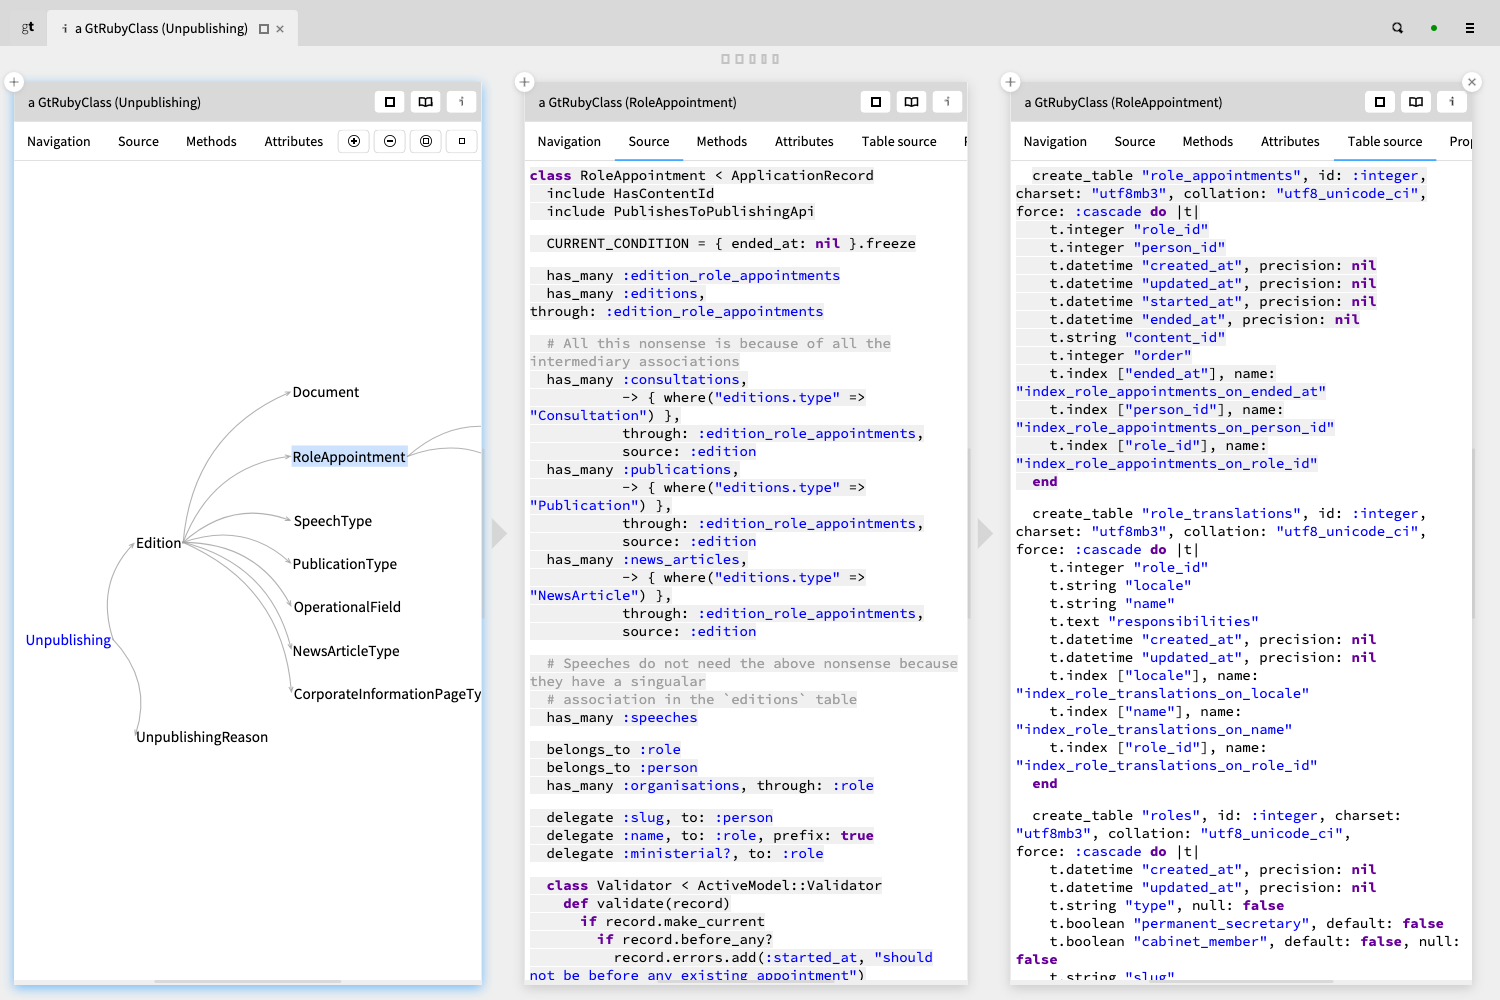 gt
i a GtRubyClass (Unpublishing)
a GtRubyClass (Unpublishing)
i
Navigation Source Methods Attributes
Document
RoleAppointment
SpeechType
Edition
PublicationType
OperationalField
Unpublishing
NewsArticleType
CorporateInformationPageTy
UnpublishingReason
a GtRubyClass (RoleAppointment)
i
Navigation Source Methods Attributes Table source
class RoleAppointment < ApplicationRecord
include HasContentId
include PublishesToPublishingApi
CURRENT_CONDITION = { ended_at: nil }.freeze
has_many :edition_role_appointments
has_many :editions,
through: :edition_role_appointments
# All this nonsense is because of all the
intermediary associations
has_many :consultations,
-> { where("editions.type" =>
"Consultation") },
through: :edition_role_appointments,
source: :edition
has_many :publications,
-> { where("editions.type" =>
"Publication") },
through: :edition_role_appointments,
source: :edition
has_many :news_articles,
-> { where("editions.type" =>
"NewsArticle") },
through: :edition_role_appointments,
source: :edition
# Speeches do not need the above nonsense because
they have a singualar
# association in the `editions` table
has_many :speeches
belongs_to :role
belongs_to :person
has_many :organisations, through: :role
delegate :slug, to: :person
delegate :name, to: :role, prefix: true
delegate :ministerial?, to: :role
class Validator < ActiveModel::Validator
def validate(record)
if record.make_current
if record.before_any?
record.errors.add(:started_at, "should
not be before any existing appointment")
a GtRubyClass (RoleAppointment)
i
Navigation Source Methods Attributes Table source Prop
create_table "role_appointments", id: :integer,
charset: "utf8mb3", collation: "utf8_unicode_ci",
force: :cascade do |t|
t.integer "role_id"
t.integer "person_id"
t.datetime "created_at", precision: nil
t.datetime "updated_at", precision: nil
t.datetime "started_at", precision: nil
t.datetime "ended_at", precision: nil
t.string "content_id"
t.integer "order"
t.index ["ended_at"], name:
"index_role_appointments_on_ended_at"
t.index ["person_id"], name:
"index_role_appointments_on_person_id"
t.index ["role_id"], name:
"index_role_appointments_on_role_id"
end
create_table "role_translations", id: :integer,
charset: "utf8mb3", collation: "utf8_unicode_ci",
force: :cascade do |t|
t.integer "role_id"
t.string "locale"
t.string "name"
t.text "responsibilities"
t.datetime "created_at", precision: nil
t.datetime "updated_at", precision: nil
t.index ["locale"], name:
"index_role_translations_on_locale"
t.index ["name"], name:
"index_role_translations_on_name"
t.index ["role_id"], name:
"index_role_translations_on_role_id"
end
create_table "roles", id: :integer, charset:
"utf8mb3", collation: "utf8_unicode_ci",
force: :cascade do |t|
t.datetime "created_at", precision: nil
t.datetime "updated_at", precision: nil
t.string "type", null: false
t.boolean "permanent_secretary", default: false
t.boolean "cabinet_member", default: false, null:
false
t.string "slug"